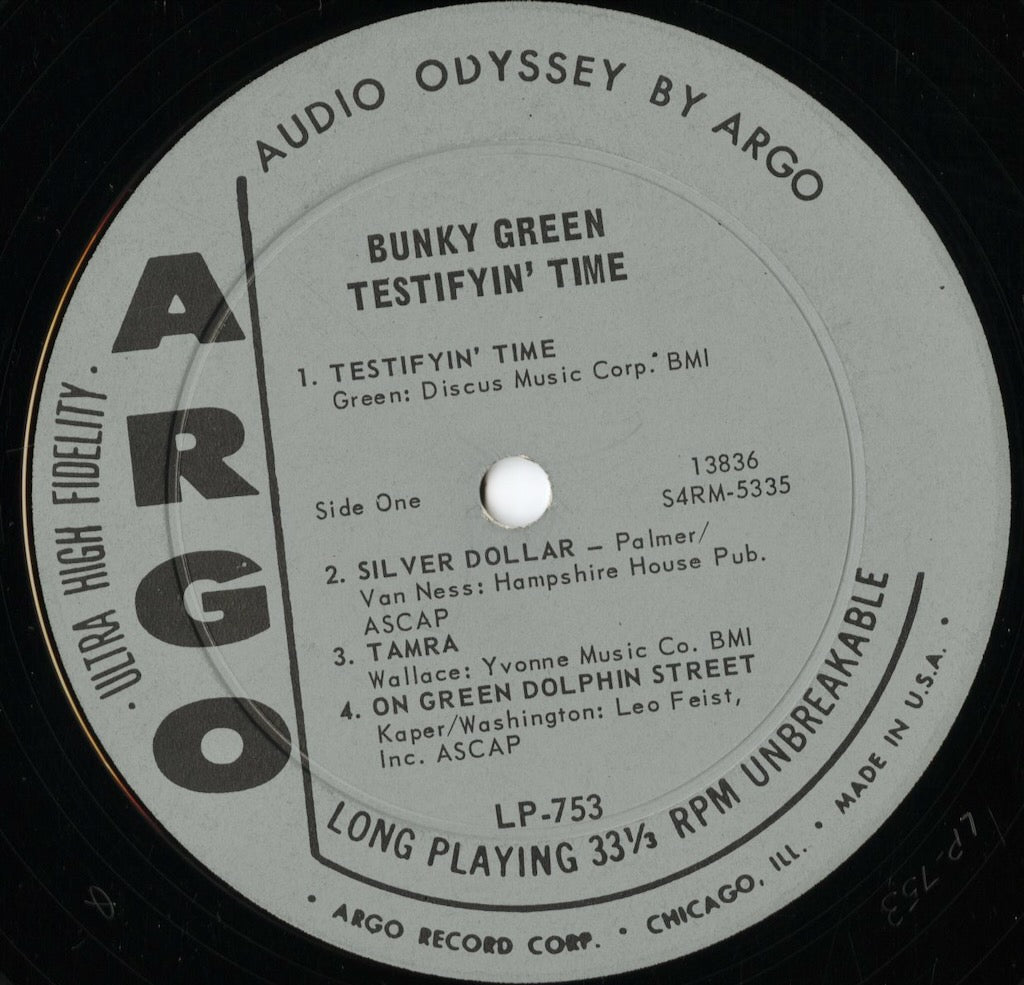 AUDIO ODYSSEY BY ARGO
ARGO
• ULTRA HIGH FIDELITY •
BUNKY GREEN
TESTIFYIN' TIME
1. TESTIFYIN' TIME
Green: Discus Music Corp. BMI
13836
Side One
S4RM-5335
2. SILVER DOLLAR – Palmer/
Van Ness: Hampshire House Pub.
ASCAP
3. TAMRA
Wallace: Yvonne Music Co. BMI
4. ON GREEN DOLPHIN STREET
Kaper/Washington: Leo Feist,
Inc. ASCAP
LP-753
LONG PLAYING 33⅓ RPM UNBREAKABLE
• ARGO RECORD CORP. • CHICAGO, ILL. • MADE IN U.S.A. •
LP-753